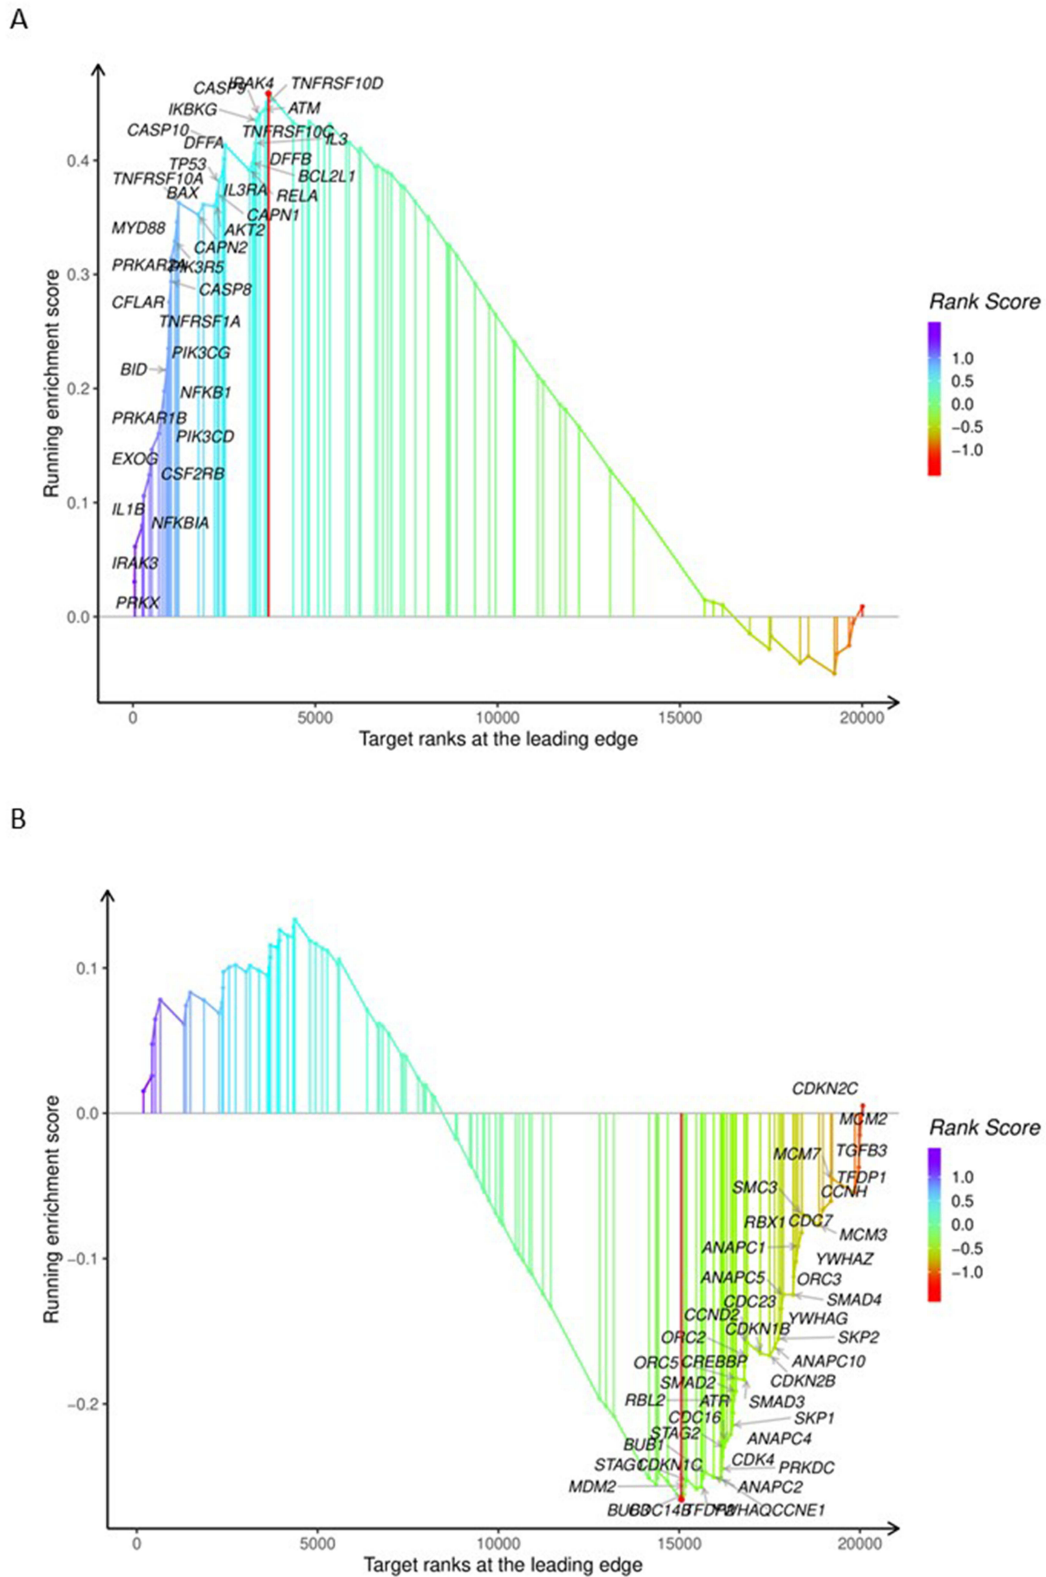 A
IRAK4
CASP9
TNFRSF10D
IKBKG
ATM
CASP10
TNFRSF10C
IL3
DFFA
DFFB
TP53
BCL2L1
TNFRSF10A
IL3RA
RELA
BAX
CAPN1
MYD88
AKT2
CAPN2
PRKAR2A
PIK3R5
CASP8
CFLAR
TNFRSF1A
PIK3CG
BID
NFKB1
PRKAR1B
PIK3CD
EXOG
CSF2RB
IL1B
NFKBIA
IRAK3
PRKX
Running enrichment score
0.4
0.3
0.2
0.1
0.0
0 5000 10000 15000 20000
Target ranks at the leading edge
Rank Score
1.0
0.5
0.0
−0.5
−1.0
B
CDKN2C
MCM2
MCM7
TGFB3
SMC3
TFDP1
CCNH
RBX1
CDC7
MCM3
ANAPC1
YWHAZ
ANAPC5
ORC3
CDC23
SMAD4
CCND2
YWHAG
CDKN1B
ORC2
SKP2
ORC5
CREBBP
ANAPC10
SMAD2
CDKN2B
RBL2
ATR
SMAD3
CDC16
SKP1
STAG2
ANAPC4
BUB1
STAG1
CDKN1C
CDK4
PRKDC
MDM2
ANAPC2
BUB3
CDC14B
YWHAQ
CCNE1
Running enrichment score
0.1
0.0
−0.1
−0.2
0 5000 10000 15000 20000
Target ranks at the leading edge
Rank Score
1.0
0.5
0.0
−0.5
−1.0